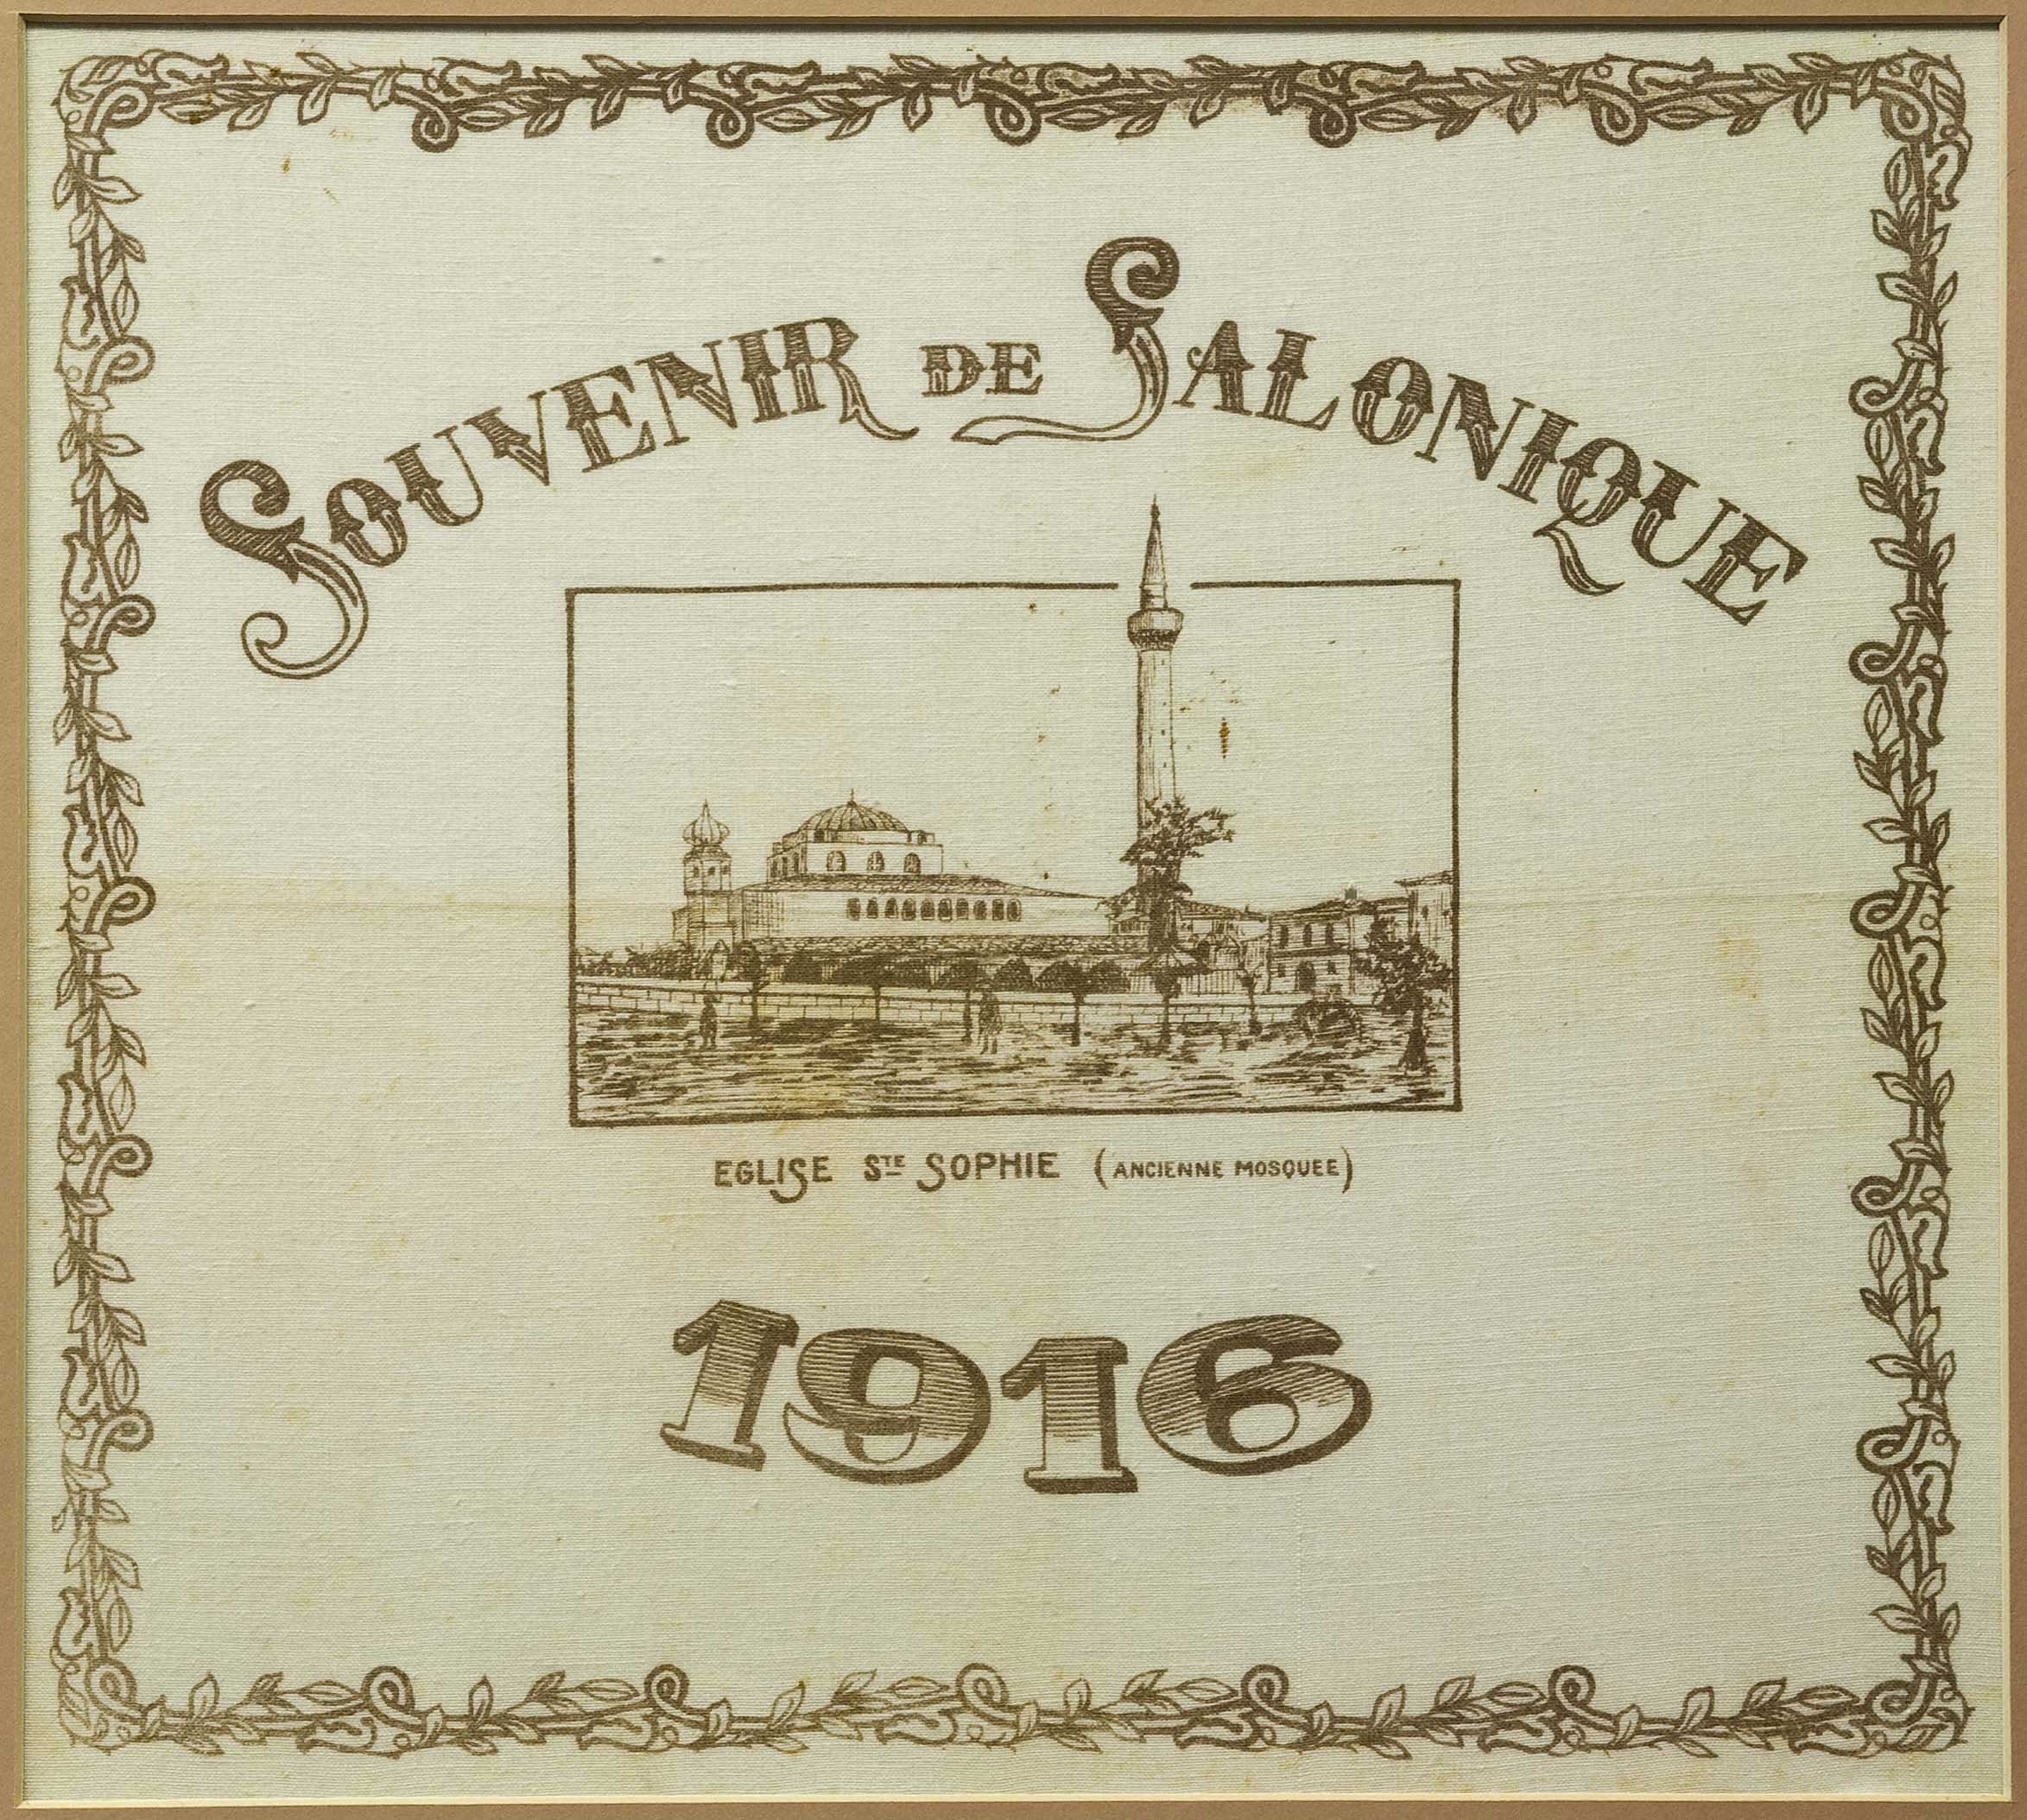 SOUVENIR DE SALONIQUE
EGLISE STE SOPHIE (ANCIENNE MOSQUEE)
1916